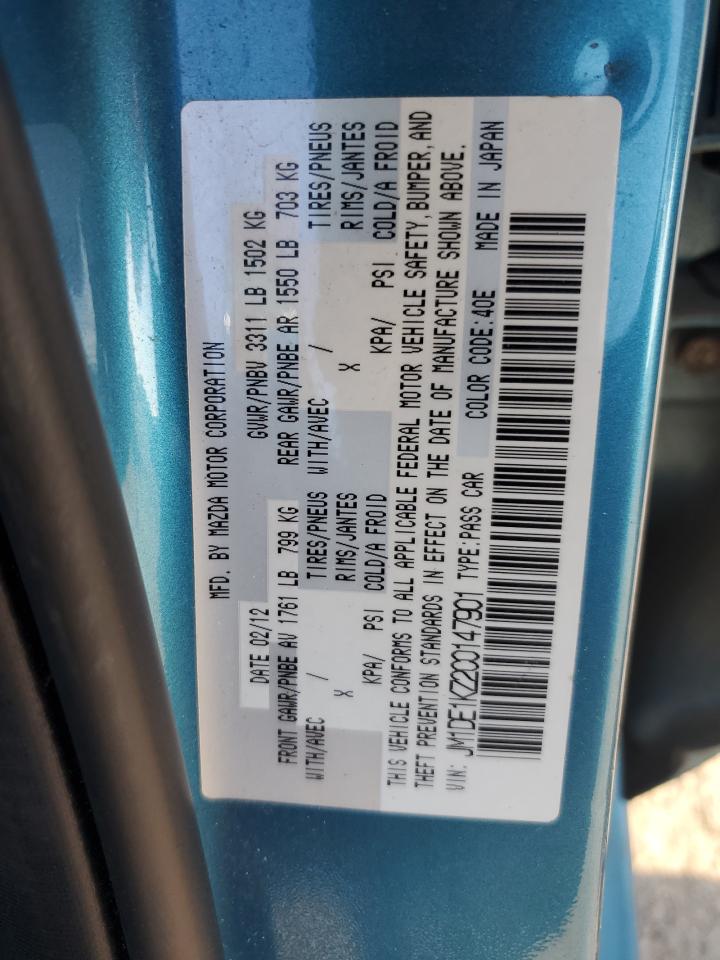 MFD. BY MAZDA MOTOR CORPORATION
DATE 02/12 GVWR/PNBV 3311 LB 1502 KG
FRONT GAWR/PNBE AV 1761 LB 799 KG REAR GAWR/PNBE AR 1550 LB 703 KG
WITH/AVEC / TIRES/PNEUS WITH/AVEC / TIRES/PNEUS
X RIMS/JANTES X RIMS/JANTES
KPA/ PSI COLD/A FROID KPA/ PSI COLD/A FROID
THIS VEHICLE CONFORMS TO ALL APPLICABLE FEDERAL MOTOR VEHICLE SAFETY, BUMPER, AND
THEFT PREVENTION STANDARDS IN EFFECT ON THE DATE OF MANUFACTURE SHOWN ABOVE.
VIN: JM1DE1KZ2C0147901 TYPE:PASS CAR COLOR CODE:40E MADE IN JAPAN